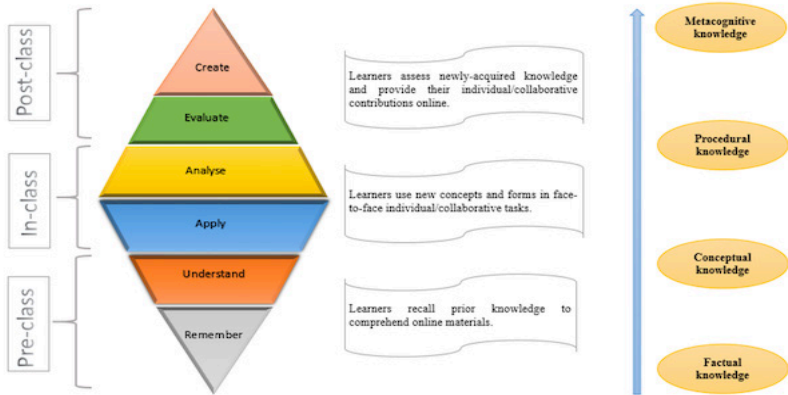 Post-class
In-class
Pre-class
Create
Evaluate
Analyse
Apply
Understand
Remember
Learners assess newly-acquired knowledge
and provide their individual/collaborative
contributions online.
Learners use new concepts and forms in face-
to-face individual/collaborative tasks.
Learners recall prior knowledge to
comprehend online materials.
Metacognitive
knowledge
Procedural
knowledge
Conceptual
knowledge
Factual
knowledge